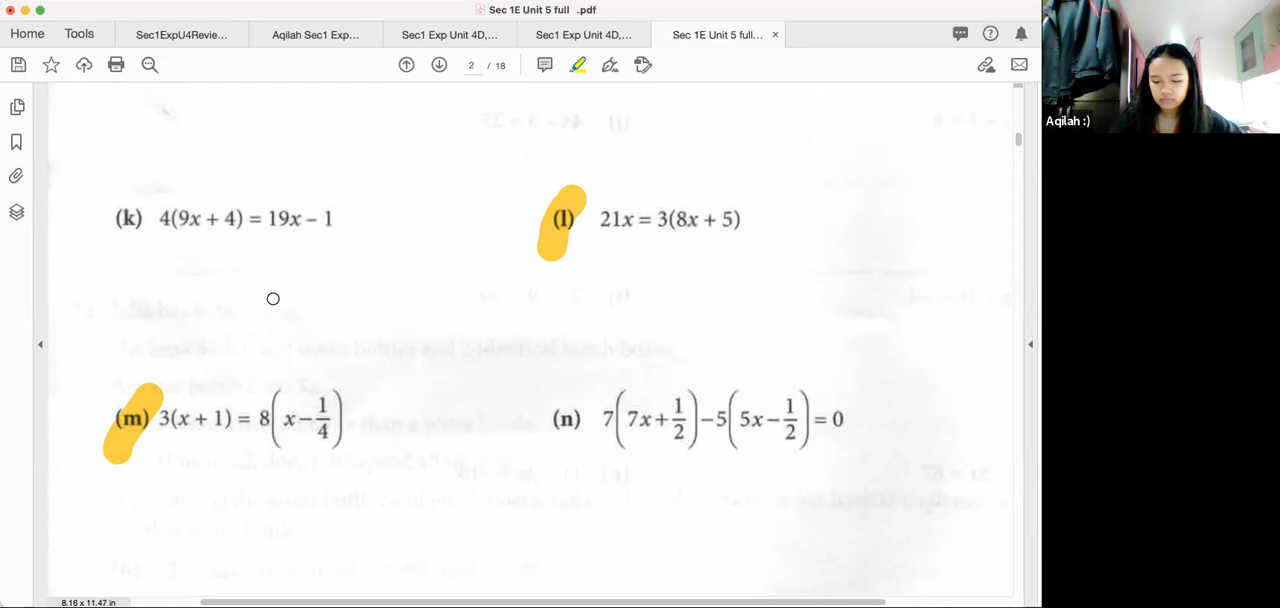 Sec 1E Unit 5 full .pdf
Home Tools Sec1ExpU4Revie... Aqilah Sec1 Exp... Sec1 Exp Unit 4D,... Sec1 Exp Unit 4D,... Sec 1E Unit 5 full... ×
2 / 18
Aqilah :)
(k) 4(9x + 4) = 19x – 1
(l) 21x = 3(8x + 5)
(m) 3(x + 1) = 8(x – 1/4)
(n) 7(7x + 1/2) – 5(5x – 1/2) = 0
8.16 x 11.47 in